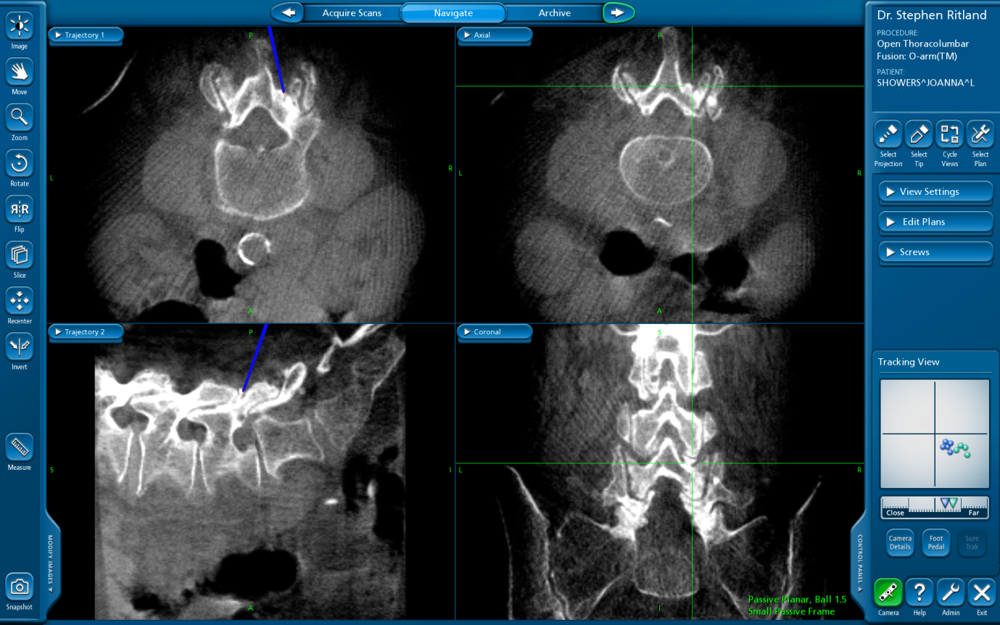 Acquire Scans
Navigate
Archive
Dr. Stephen Ritland
PROCEDURE:
Open Thoracolumbar
Fusion: O-arm(TM)
PATIENT:
SHOWERS^JOANNA^L
Select
Projection
Select
Tip
Cycle
Views
Select
Plan
View Settings
Edit Plans
Screws
Tracking View
Close
Far
Camera
Details
Foot
Pedal
Sure
Trak
Camera
Help
Admin
Exit
CONTROL PANEL
Image
Move
Zoom
Rotate
R R
Flip
Slice
Recenter
Invert
Measure
Snapshot
MODIFY IMAGES
Trajectory 1
P
L
R
A
Axial
P
L
R
A
Trajectory 2
P
S
I
A
Coronal
S
L
R
I
Passive Planar, Ball 1.5
Small Passive Frame